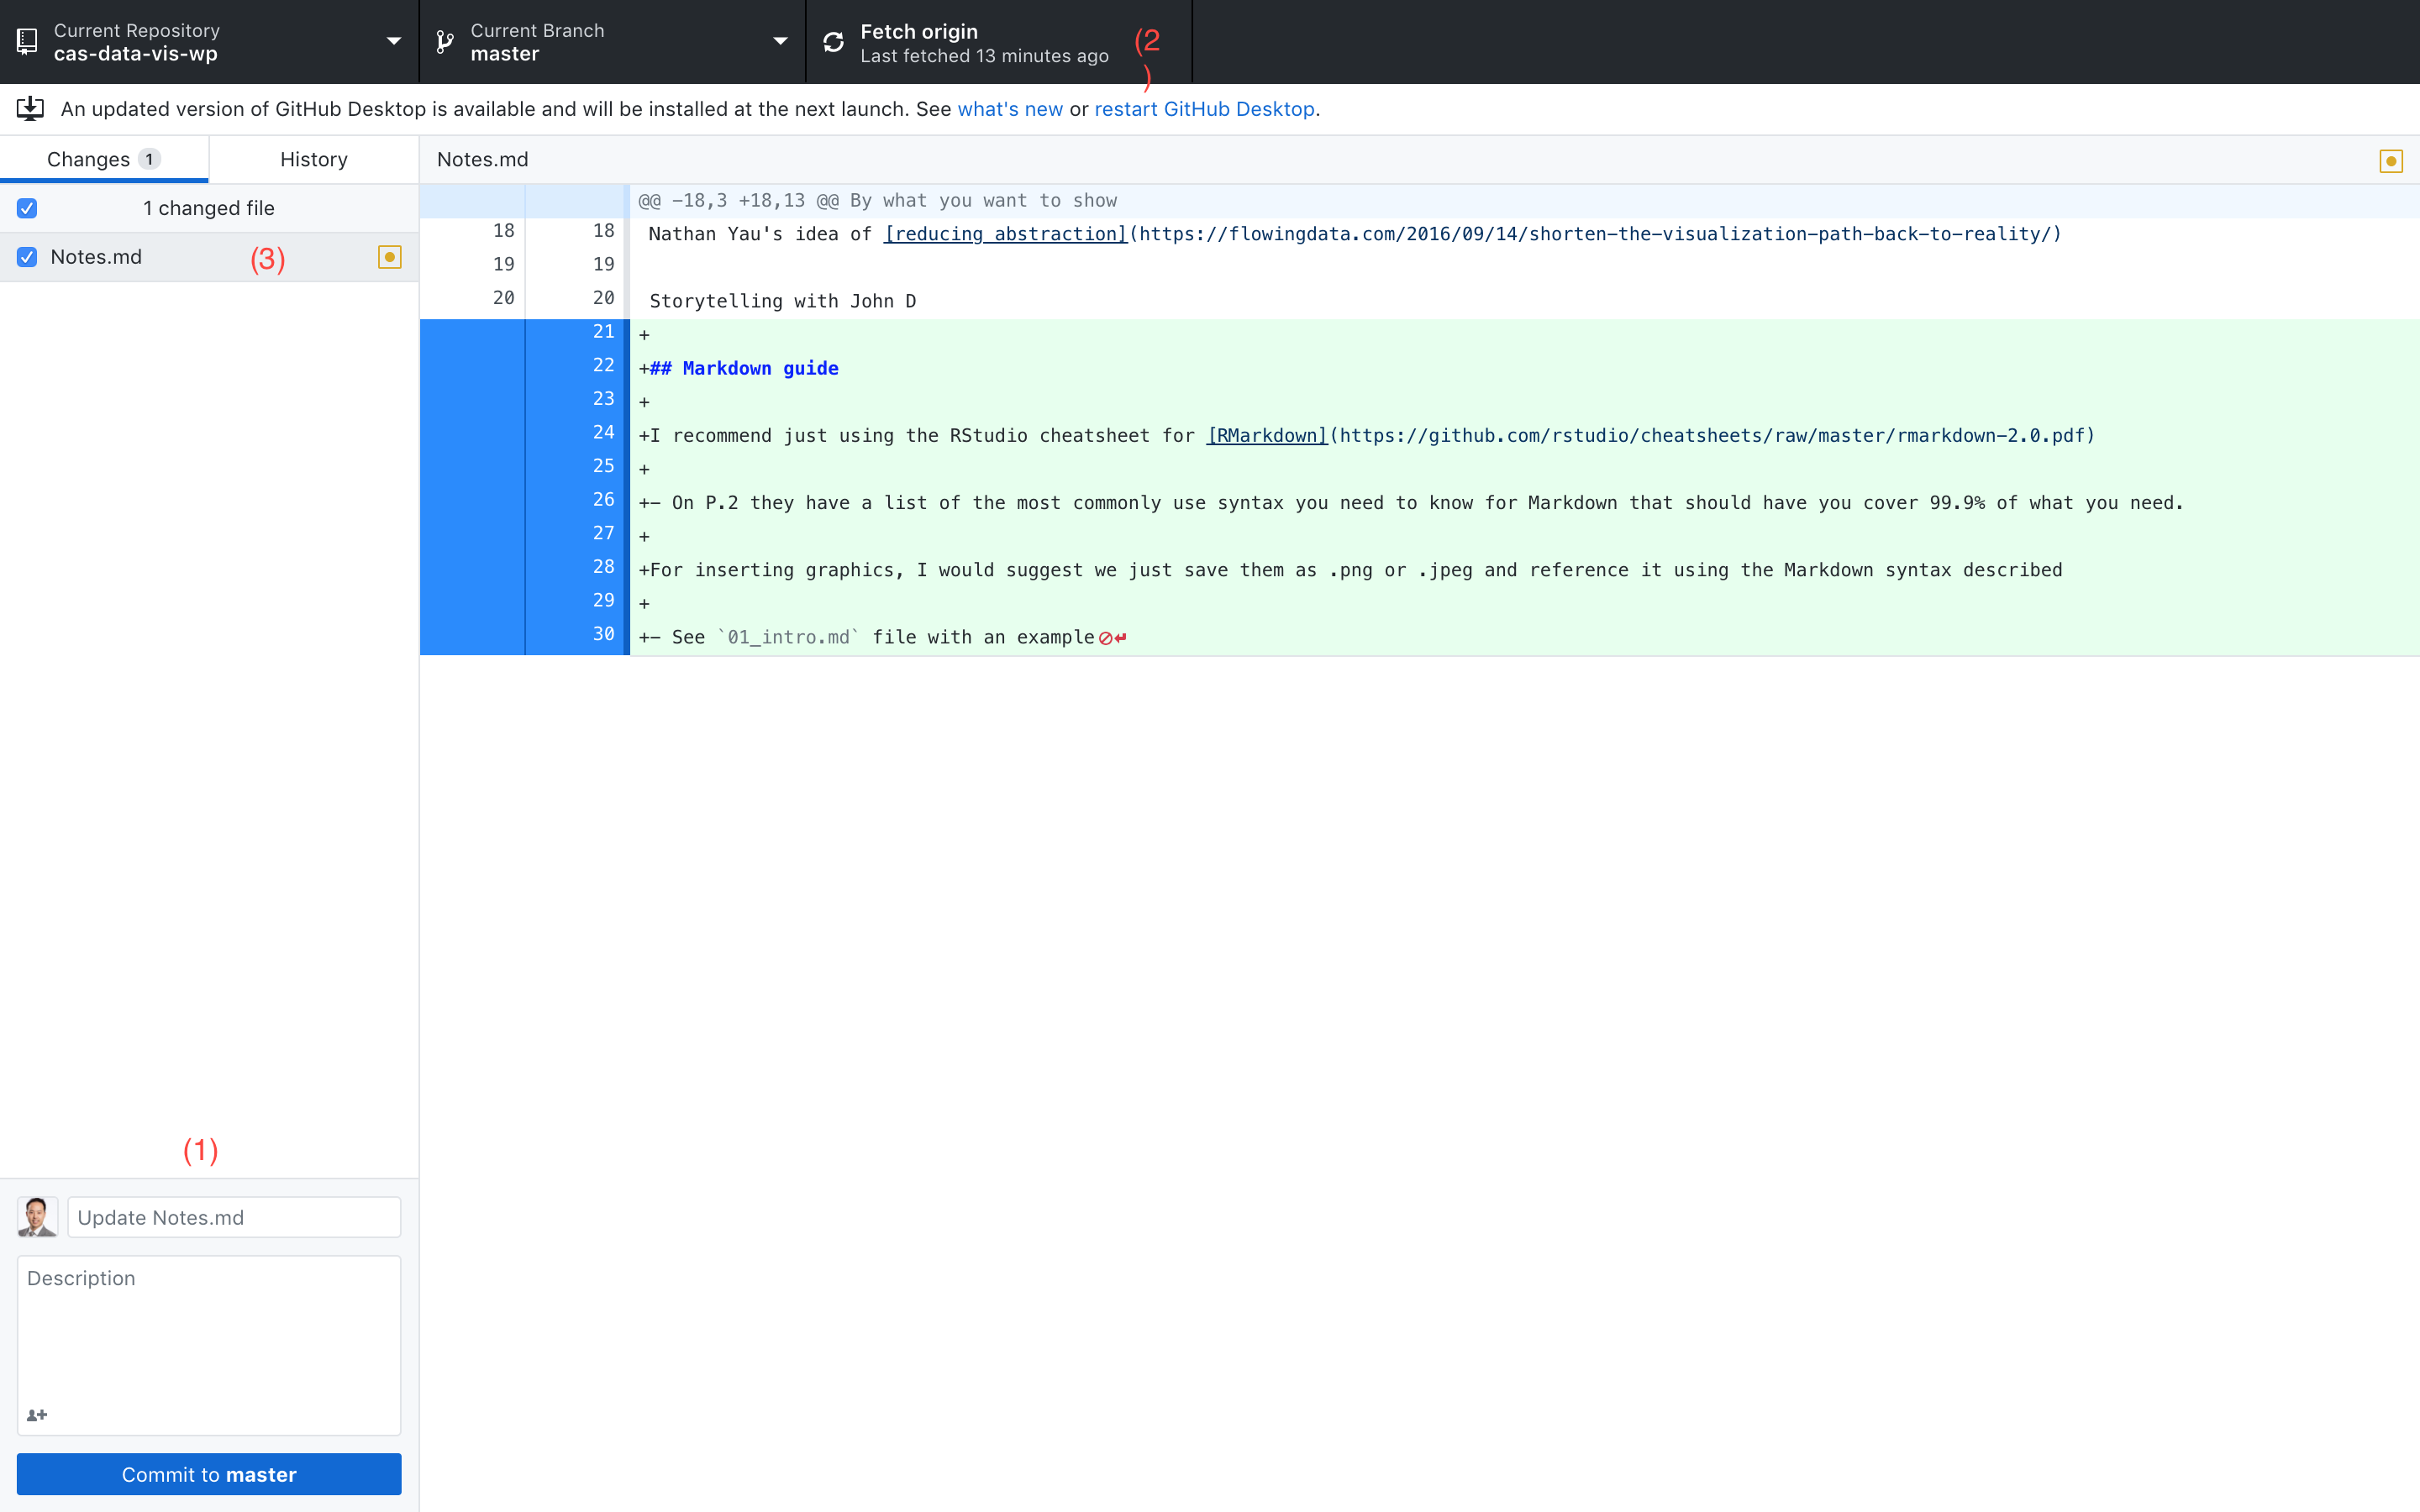 Current Repository
cas-data-vis-wp
Current Branch
master
Fetch origin
Last fetched 13 minutes ago
(2
)
An updated version of GitHub Desktop is available and will be installed at the next launch. See what's new or restart GitHub Desktop.
Changes 1
History
Notes.md
1 changed file
Notes.md
(3)
@@ -18,3 +18,13 @@ By what you want to show
18 18 Nathan Yau's idea of [reducing abstraction](https://flowingdata.com/2016/09/14/shorten-the-visualization-path-back-to-reality/)
19 19
20 20 Storytelling with John D
21 +
22 +## Markdown guide
23 +
24 +I recommend just using the RStudio cheatsheet for [RMarkdown](https://github.com/rstudio/cheatsheets/raw/master/rmarkdown-2.0.pdf)
25 +
26 +- On P.2 they have a list of the most commonly use syntax you need to know for Markdown that should have you cover 99.9% of what you need.
27 +
28 +For inserting graphics, I would suggest we just save them as .png or .jpeg and reference it using the Markdown syntax described
29 +
30 +- See `01_intro.md` file with an example
(1)
Update Notes.md
Description
Commit to master